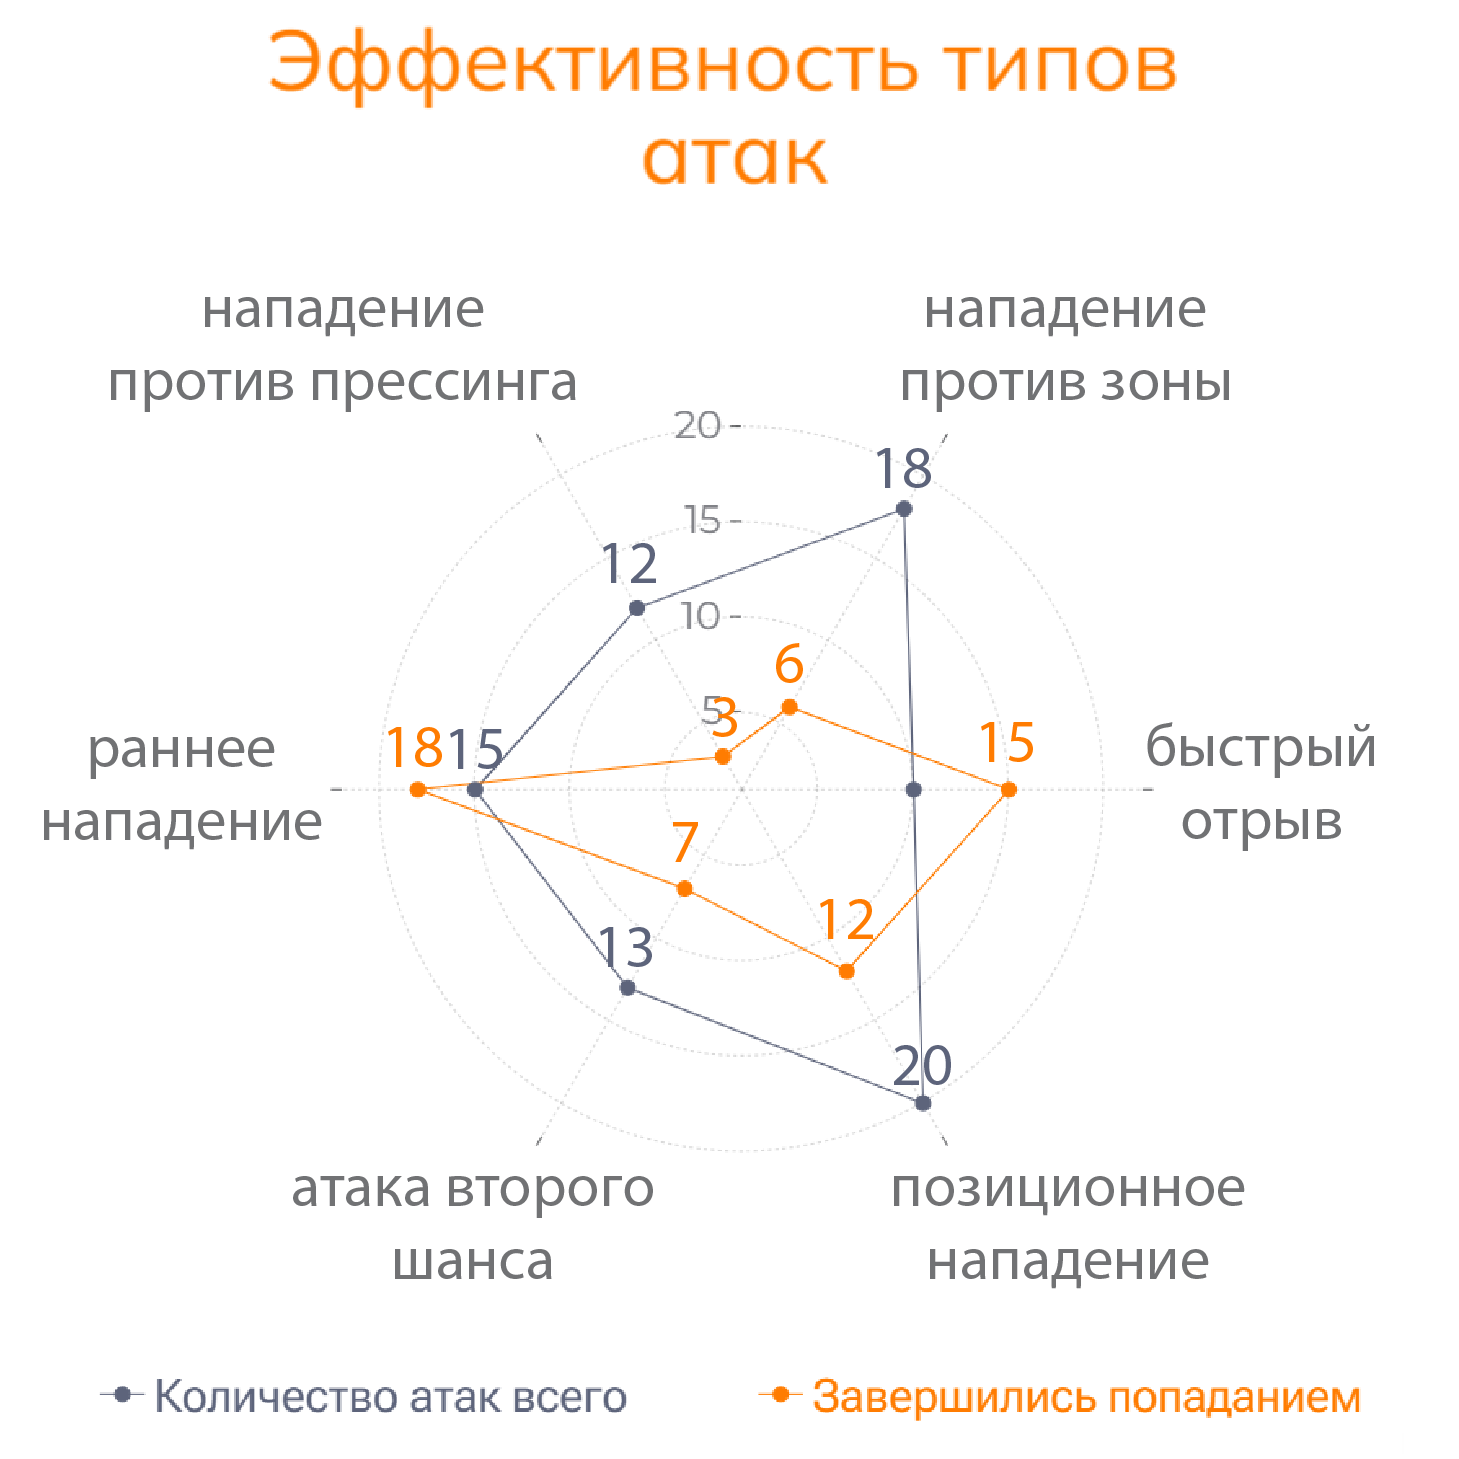 Эффективность типов
атак
нападение
против прессинга
нападение
против зоны
20
18
15
12
10
6
5
3
раннее
нападение
18
15
15
быстрый
отрыв
7
12
13
20
атака второго
шанса
позиционное
нападение
Количество атак всего
Завершились попаданием